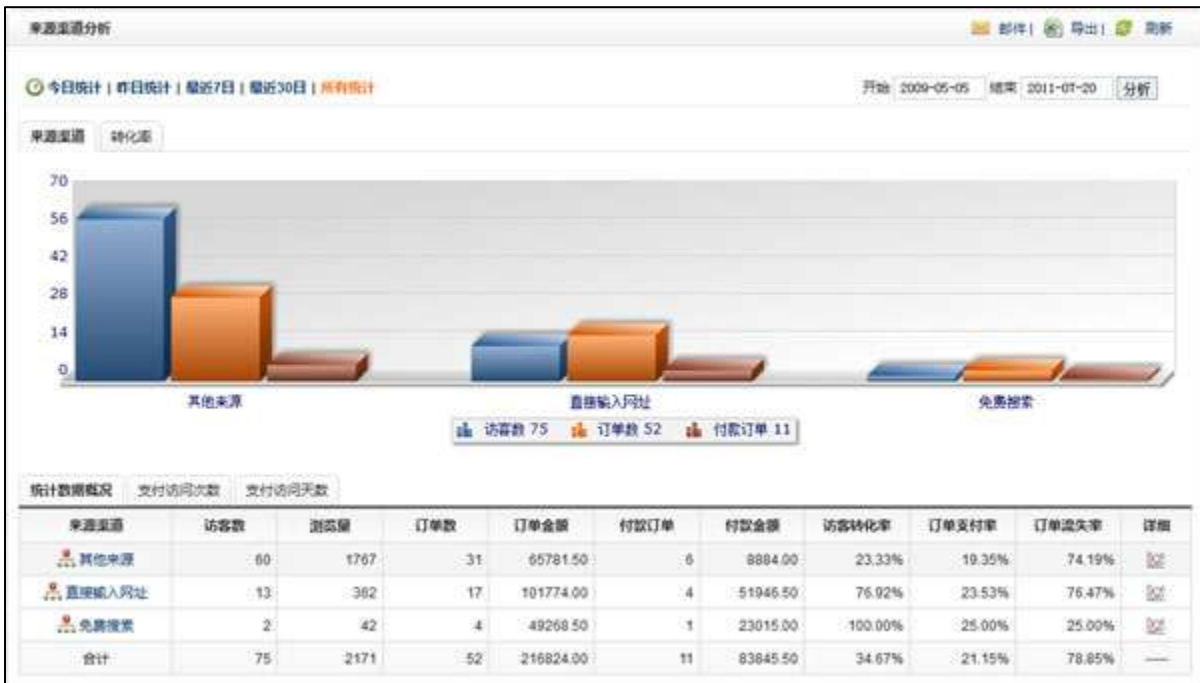 来源渠道分析 邮件 | 导出 | 刷新
今日统计 | 昨日统计 | 最近7日 | 最近30日 | 所有统计 开始 2009-05-05 结束 2011-07-20 分析
来源渠道 转化率
70
56
42
28
14
0
其他来源 直接输入网址 免费搜索
访客数 75 订单数 52 付款订单 11
统计数据概况 支付访问次数 支付访问天数
来源渠道 访客数 浏览量 订单数 订单金额 付款订单 付款金额 访客转化率 订单支付率 订单流失率 详细
其他来源 60 1767 31 65781.50 6 8884.00 23.33% 19.35% 74.19%
直接输入网址 13 362 17 101774.00 4 51946.50 76.92% 23.53% 76.47%
免费搜索 2 42 4 49268.50 1 23015.00 100.00% 25.00% 25.00%
合计 75 2171 52 216824.00 11 83845.50 34.67% 21.15% 78.85% ----